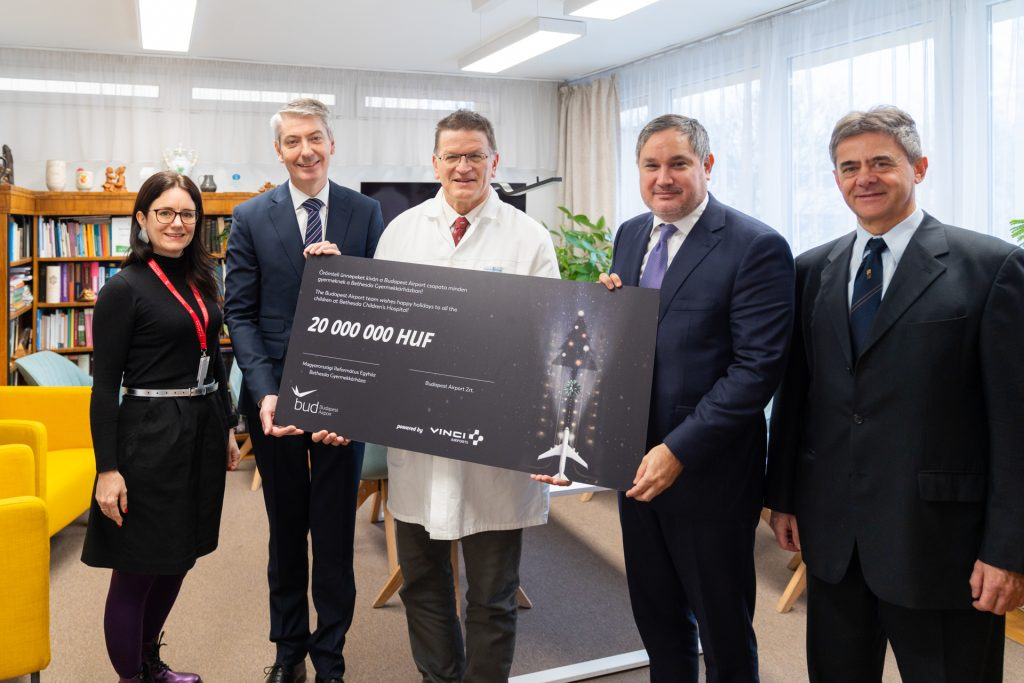 Örömteli ünnepeket kíván a Budapest Airport csapata minden
gyermeknek a Bethesda Gyermekkórházban!
The Budapest Airport team wishes happy holidays to all the
children at Bethesda Children's Hospital!
20 000 000 HUF
Magyarországi Református Egyház
Bethesda Gyermekkórháza
Budapest Airport Zrt.
bud Budapest
Airport
powered by VINCI
AIRPORTS